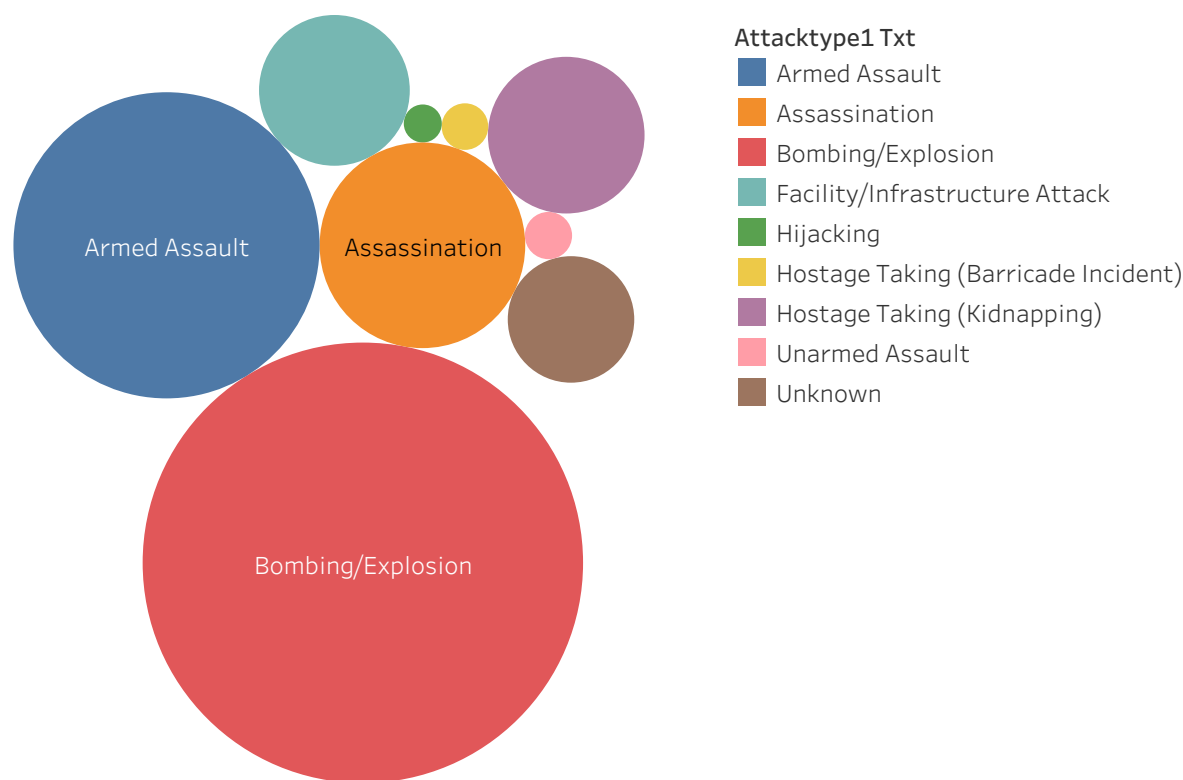 Attacktype1 Txt
Armed Assault
Assassination
Bombing/Explosion
Facility/Infrastructure Attack
Hijacking
Hostage Taking (Barricade Incident)
Hostage Taking (Kidnapping)
Unarmed Assault
Unknown
Armed Assault
Assassination
Bombing/Explosion